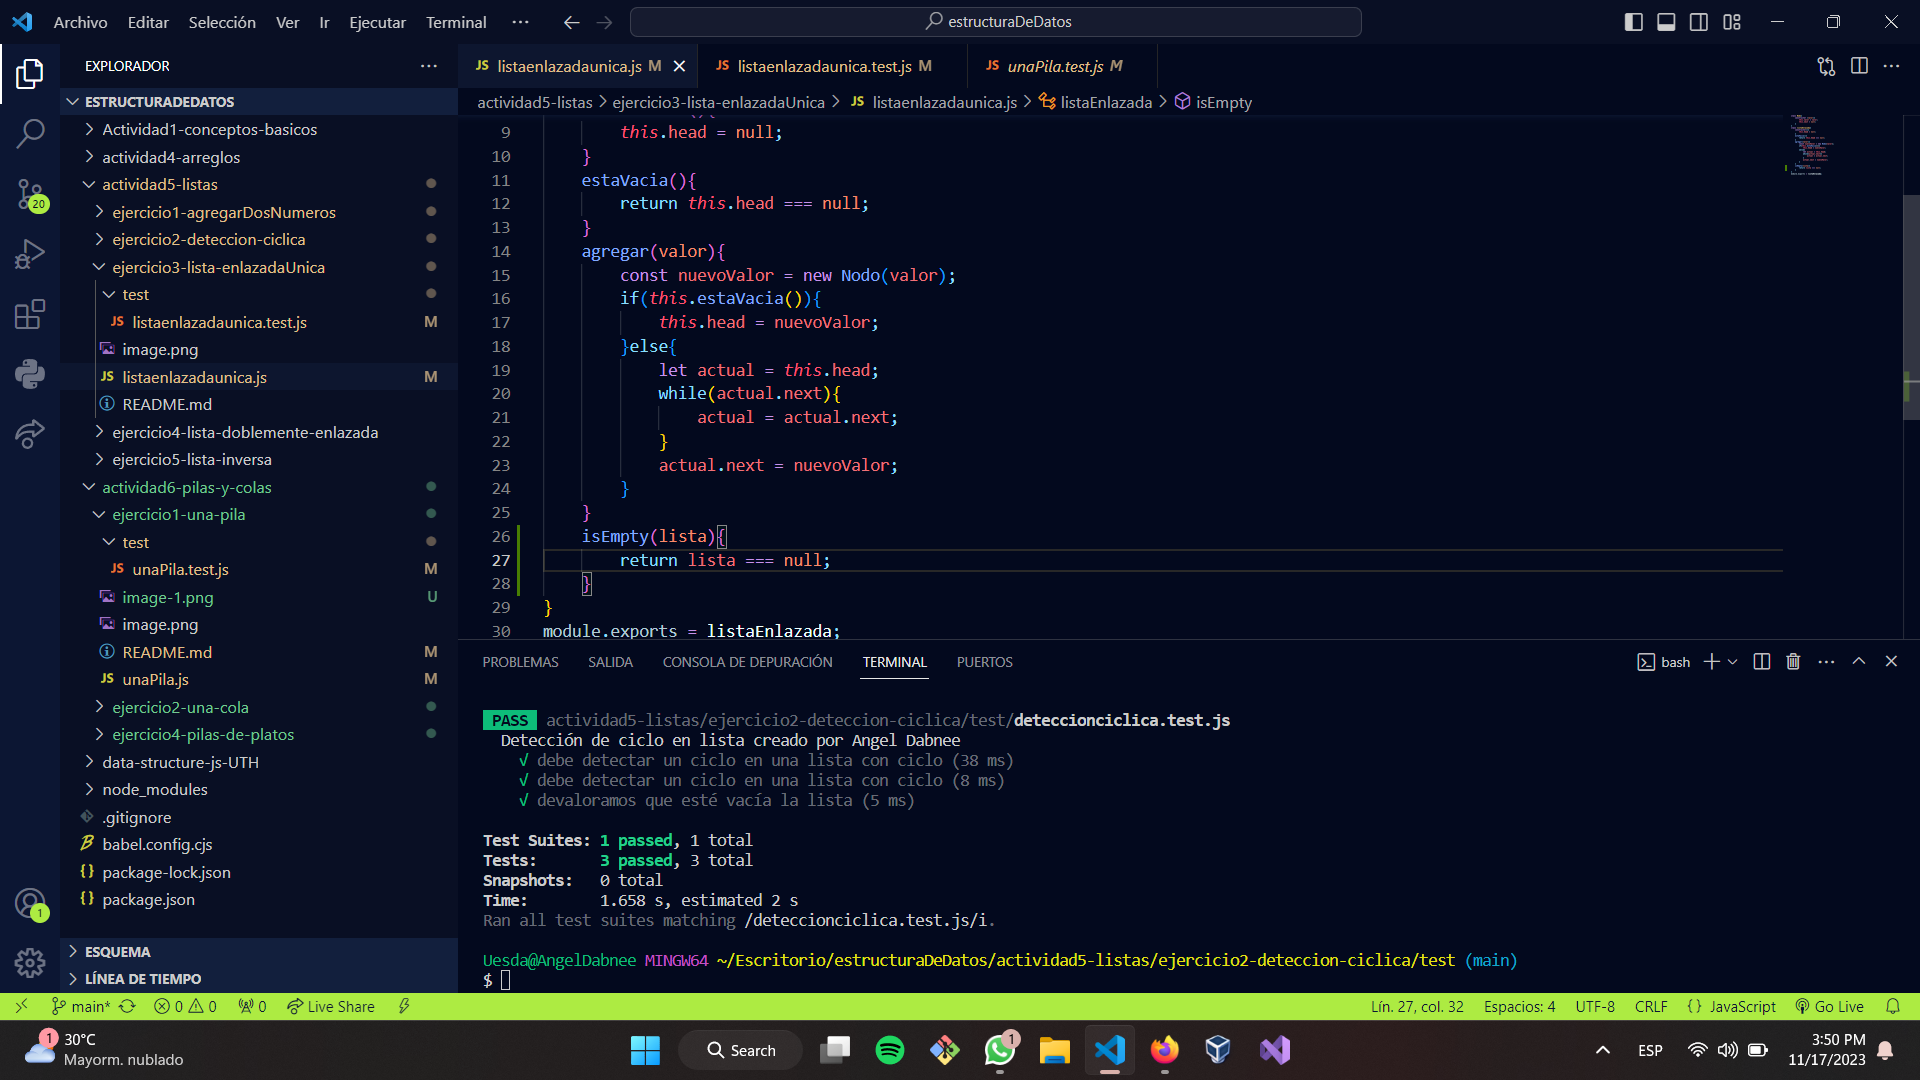 Archivo Editar Selección Ver Ir Ejecutar Terminal ··· estructuraDeDatos
EXPLORADOR ···
ESTRUCTURADEDATOS
Actividad1-conceptos-basicos
actividad4-arreglos
actividad5-listas
ejercicio1-agregarDosNumeros
ejercicio2-deteccion-ciclica
ejercicio3-lista-enlazadaUnica
test
JS listaenlazadaunica.test.js M
image.png
JS listaenlazadaunica.js M
README.md
ejercicio4-lista-doblemente-enlazada
ejercicio5-lista-inversa
actividad6-pilas-y-colas
ejercicio1-una-pila
test
JS unaPila.test.js M
image-1.png U
image.png
README.md M
JS unaPila.js M
ejercicio2-una-cola
ejercicio4-pilas-de-platos
data-structure-js-UTH
node_modules
.gitignore
babel.config.cjs
{} package-lock.json
{} package.json
ESQUEMA
LÍNEA DE TIEMPO
20
1
JS listaenlazadaunica.js M
JS listaenlazadaunica.test.js M
JS unaPila.test.js M
actividad5-listas > ejercicio3-lista-enlazadaUnica > JS listaenlazadaunica.js > listaEnlazada > isEmpty
9 this.head = null;
10 }
11 estaVacia(){
12 return this.head === null;
13 }
14 agregar(valor){
15 const nuevoValor = new Nodo(valor);
16 if(this.estaVacia()){
17 this.head = nuevoValor;
18 }else{
19 let actual = this.head;
20 while(actual.next){
21 actual = actual.next;
22 }
23 actual.next = nuevoValor;
24 }
25 }
26 isEmpty(lista){
27 return lista === null;
28 }
29 }
30 module.exports = listaEnlazada;
PROBLEMAS SALIDA CONSOLA DE DEPURACIÓN TERMINAL PUERTOS bash
PASS actividad5-listas/ejercicio2-deteccion-ciclica/test/deteccionciclica.test.js
Detección de ciclo en lista creado por Angel Dabnee
√ debe detectar un ciclo en una lista con ciclo (38 ms)
√ debe detectar un ciclo en una lista con ciclo (8 ms)
√ devaloramos que esté vacía la lista (5 ms)
Test Suites: 1 passed, 1 total
Tests: 3 passed, 3 total
Snapshots: 0 total
Time: 1.658 s, estimated 2 s
Ran all test suites matching /deteccionciclica.test.js/i.
Uesda@AngelDabnee MINGW64 ~/Escritorio/estructuraDeDatos/actividad5-listas/ejercicio2-deteccion-ciclica/test (main)
$
main* 0 0 0 Live Share Lín. 27, col. 32 Espacios: 4 UTF-8 CRLF {} JavaScript Go Live
1 30°C
Mayorm. nublado
Search
1
ESP
3:50 PM
11/17/2023